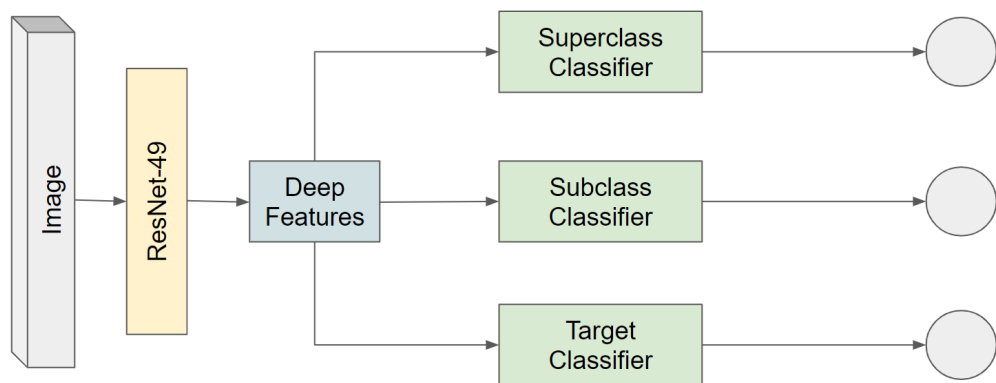 Image
ResNet-49
Deep
Features
Superclass
Classifier
Subclass
Classifier
Target
Classifier